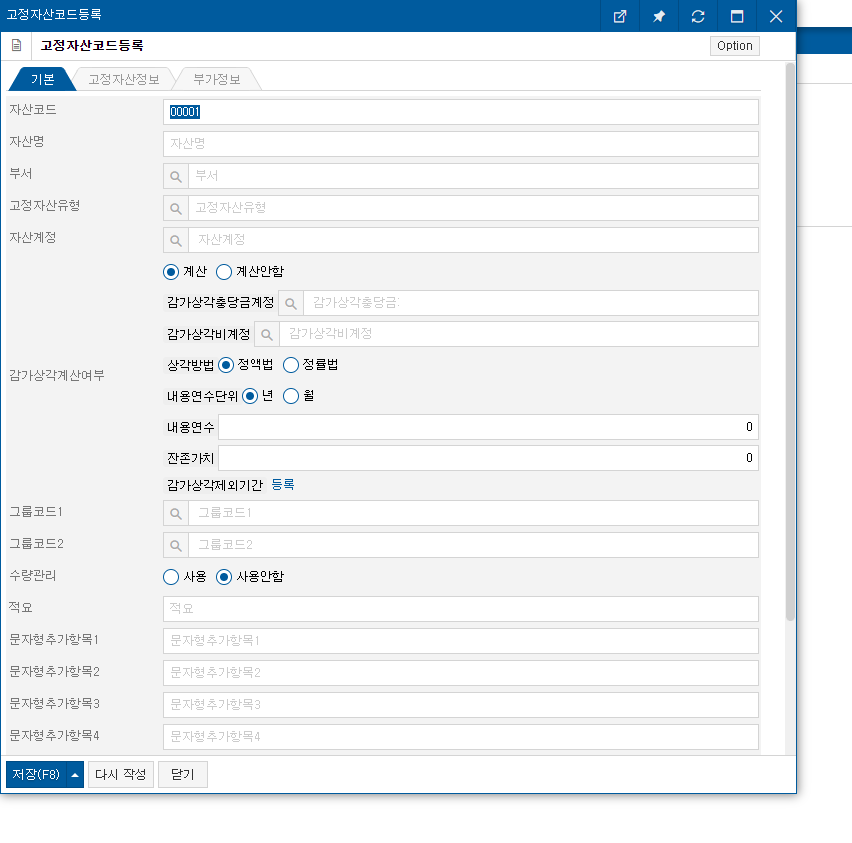 고정자산코드등록
고정자산코드등록 Option
기본 고정자산정보 부가정보
자산코드 00001
자산명 자산명
부서 부서
고정자산유형 고정자산유형
자산계정 자산계정
계산 계산안함
감가상각충당금계정 감가상각충당금
감가상각비계정 감가상각비계정
상각방법 정액법 정률법
감가상각계산여부
내용연수단위 년 월
내용연수 0
잔존가치 0
감가상각제외기간 등록
그룹코드1 그룹코드1
그룹코드2 그룹코드2
수량관리 사용 사용안함
적요 적요
문자형추가항목1 문자형추가항목1
문자형추가항목2 문자형추가항목2
문자형추가항목3 문자형추가항목3
문자형추가항목4 문자형추가항목4
저장(F8) 다시 작성 닫기